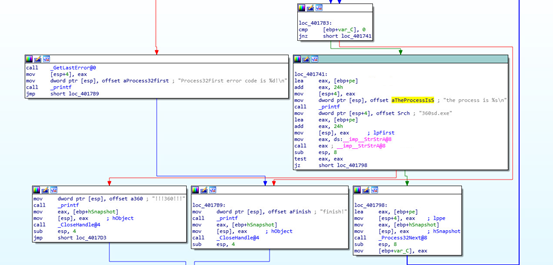 loc_401783:
cmp [ebp+var_C], 0
jnz short loc_401741
call _GetLastError@0
mov [esp+4], eax
mov dword ptr [esp], offset aProcess32first ; "Process32First error code is %d!\n"
call _printf
jmp short loc_4017B9
loc_401741:
lea eax, [ebp+pe]
add eax, 24h
mov [esp+4], eax
mov dword ptr [esp], offset aTheProcessIsS ; "the process is %s\n"
call _printf
mov dword ptr [esp+4], offset Srch ; "360sd.exe"
lea eax, [ebp+pe]
add eax, 24h
mov [esp], eax ; lpFirst
mov eax, ds:__imp__StrStrA@8
call eax ; __imp__StrStrA@8
sub esp, 8
test eax, eax
jz short loc_401798
mov dword ptr [esp], offset a360 ; "!!!360!!!"
call _printf
mov eax, [ebp+hSnapshot]
mov [esp], eax ; hObject
call _CloseHandle@4
sub esp, 4
jmp short loc_4017D3
loc_4017B9:
mov dword ptr [esp], offset aFinish ; "finish!"
call _printf
mov eax, [ebp+hSnapshot]
mov [esp], eax ; hObject
call _CloseHandle@4
sub esp, 4
loc_401798:
lea eax, [ebp+pe]
mov [esp+4], eax ; lppe
mov eax, [ebp+hSnapshot]
mov [esp], eax ; hSnapshot
call _Process32Next@8
sub esp, 8
mov [ebp+var_C], eax